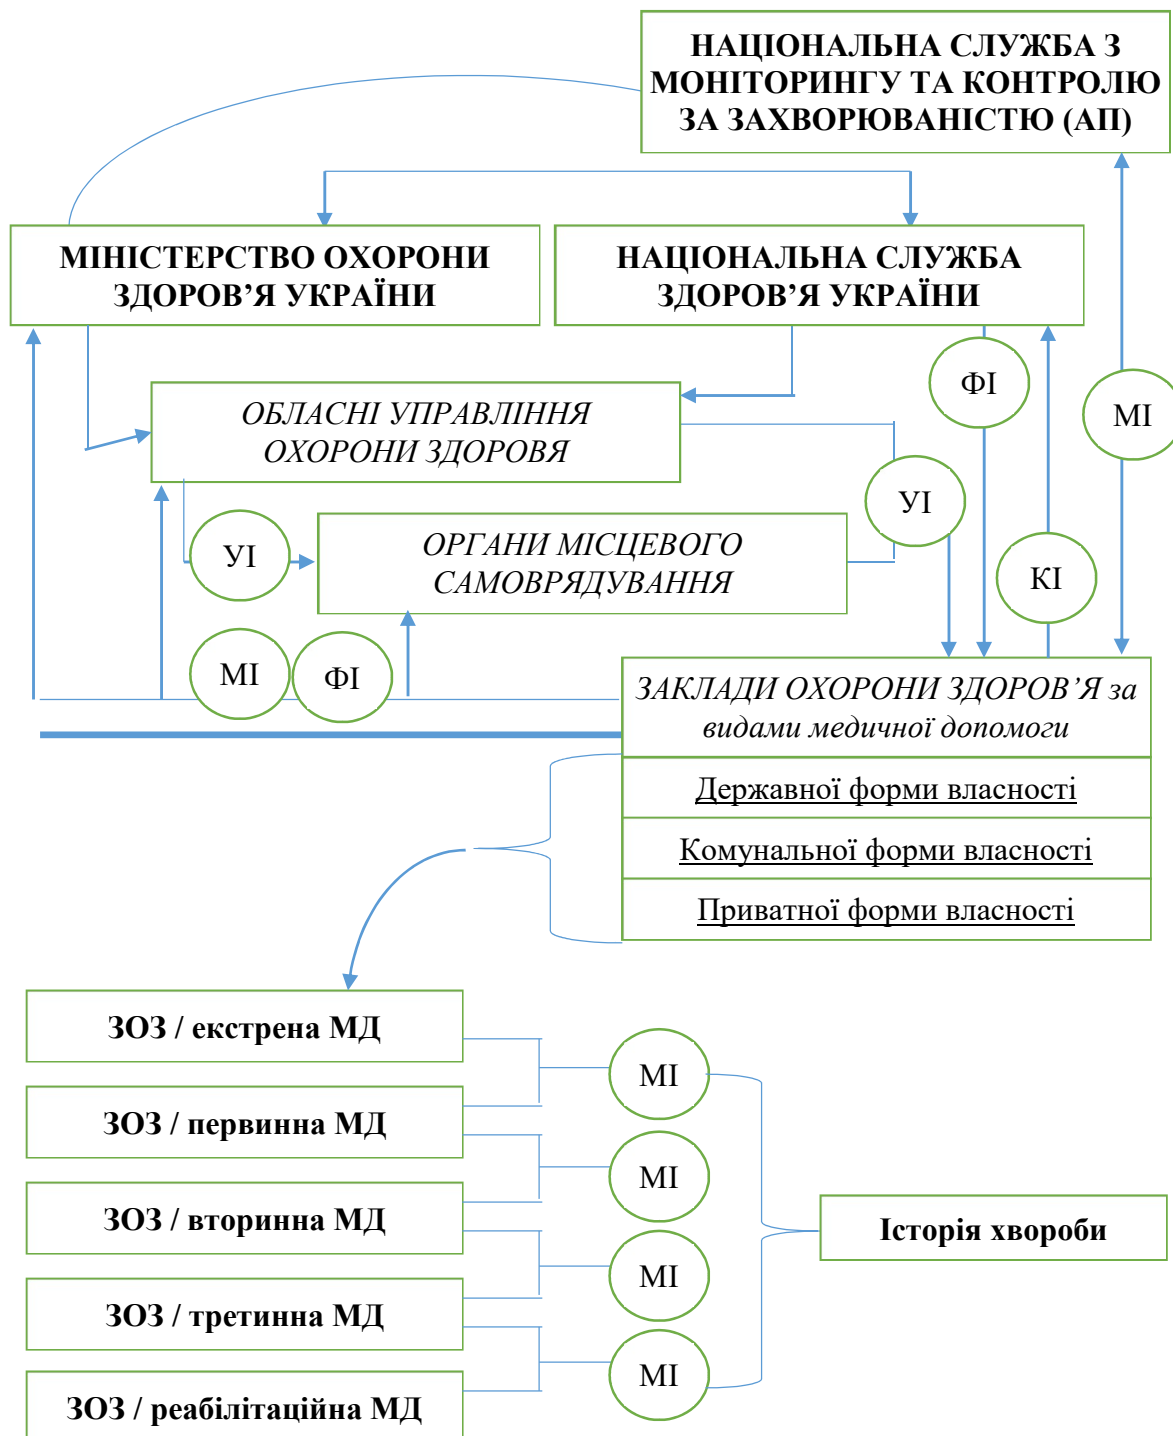 НАЦІОНАЛЬНА СЛУЖБА З
МОНІТОРИНГУ ТА КОНТРОЛЮ
ЗА ЗАХВОРЮВАНІСТЮ (АП)
МІНІСТЕРСТВО ОХОРОНИ
ЗДОРОВ’Я УКРАЇНИ
НАЦІОНАЛЬНА СЛУЖБА
ЗДОРОВ’Я УКРАЇНИ
ФІ
МІ
ОБЛАСНІ УПРАВЛІННЯ
ОХОРОНИ ЗДОРОВЯ
УІ
УІ
ОРГАНИ МІСЦЕВОГО
САМОВРЯДУВАННЯ
КІ
МІ
ФІ
ЗАКЛАДИ ОХОРОНИ ЗДОРОВ’Я за
видами медичної допомоги
Державної форми власності
Комунальної форми власності
Приватної форми власності
ЗОЗ / екстрена МД
МІ
ЗОЗ / первинна МД
МІ
ЗОЗ / вторинна МД
Історія хвороби
МІ
ЗОЗ / третинна МД
МІ
ЗОЗ / реабілітаційна МД